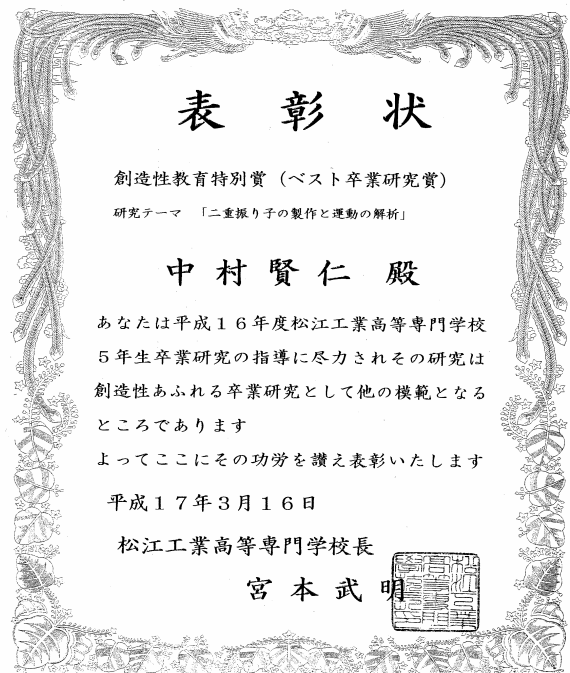 表彰状
創造性教育特別賞（ベスト卒業研究賞）
研究テーマ　「二重振り子の製作と運動の解析」
中村賢仁　殿
あなたは平成１６年度松江工業高等専門学校
５年生卒業研究の指導に尽力されその研究は
創造性あふれる卒業研究として他の模範となる
ところであります
よってここにその功労を讃え表彰いたします
平成１７年３月１６日
松江工業高等専門学校長
宮本武明